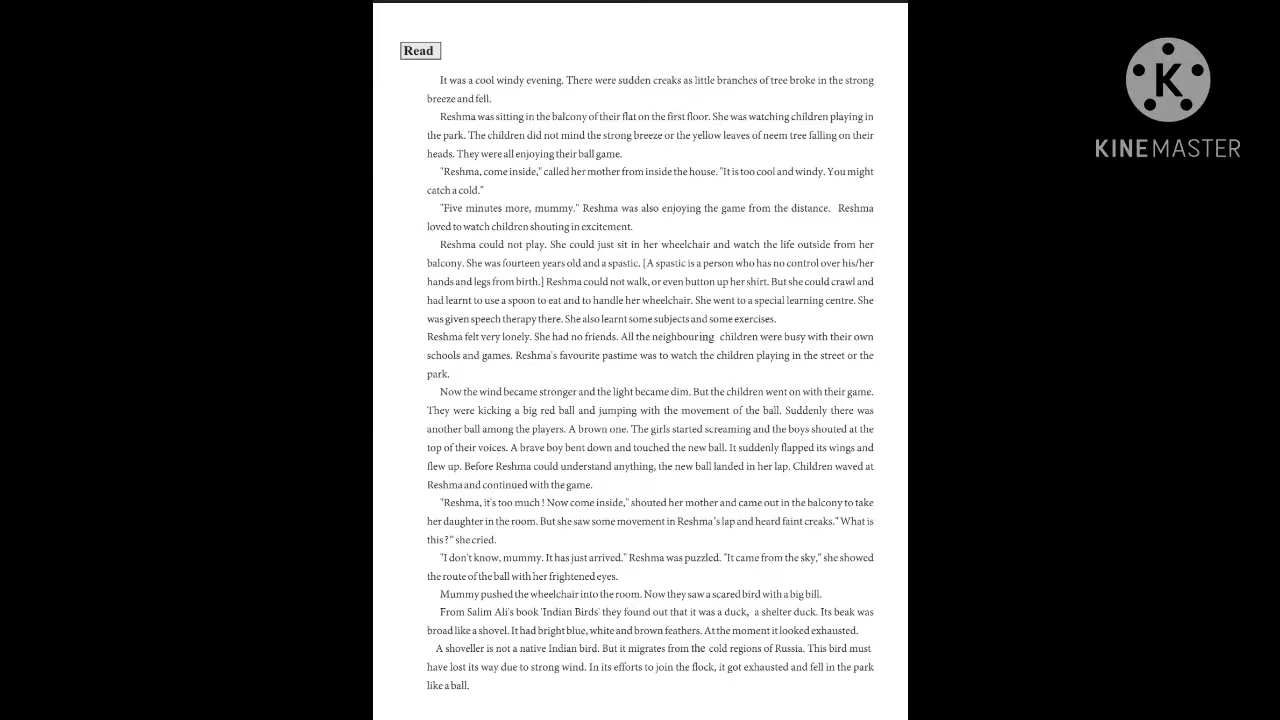 Read
It was a cool windy evening. There were sudden creaks as little branches of tree broke in the strong
breeze and fell.
Reshma was sitting in the balcony of their flat on the first floor. She was watching children playing in
the park. The children did not mind the strong breeze or the yellow leaves of neem tree falling on their
heads. They were all enjoying their ball game.
"Reshma, come inside," called her mother from inside the house. "It is too cool and windy. You might
catch a cold."
"Five minutes more, mummy." Reshma was also enjoying the game from the distance. Reshma
loved to watch children shouting in excitement.
Reshma could not play. She could just sit in her wheelchair and watch the life outside from her
balcony. She was fourteen years old and a spastic. [A spastic is a person who has no control over his/her
hands and legs from birth.] Reshma could not walk, or even button up her shirt. But she could crawl and
had learnt to use a spoon to eat and to handle her wheelchair. She went to a special learning centre. She
was given speech therapy there. She also learnt some subjects and some exercises.
Reshma felt very lonely. She had no friends. All the neighbouring children were busy with their own
schools and games. Reshma's favourite pastime was to watch the children playing in the street or the
park.
Now the wind became stronger and the light became dim. But the children went on with their game.
They were kicking a big red ball and jumping with the movement of the ball. Suddenly there was
another ball among the players. A brown one. The girls started screaming and the boys shouted at the
top of their voices. A brave boy bent down and touched the new ball. It suddenly flapped its wings and
flew up. Before Reshma could understand anything, the new ball landed in her lap. Children waved at
Reshma and continued with the game.
"Reshma, it's too much ! Now come inside," shouted her mother and came out in the balcony to take
her daughter in the room. But she saw some movement in Reshma's lap and heard faint creaks." What is
this ?" she cried.
"I don't know, mummy. It has just arrived." Reshma was puzzled. "It came from the sky," she showed
the route of the ball with her frightened eyes.
Mummy pushed the wheelchair into the room. Now they saw a scared bird with a big bill.
From Salim Ali's book 'Indian Birds' they found out that it was a duck, a shelter duck. Its beak was
broad like a shovel. It had bright blue, white and brown feathers. At the moment it looked exhausted.
A shoveller is not a native Indian bird. But it migrates from the cold regions of Russia. This bird must
have lost its way due to strong wind. In its efforts to join the flock, it got exhausted and fell in the park
like a ball.
K
KINEMASTER